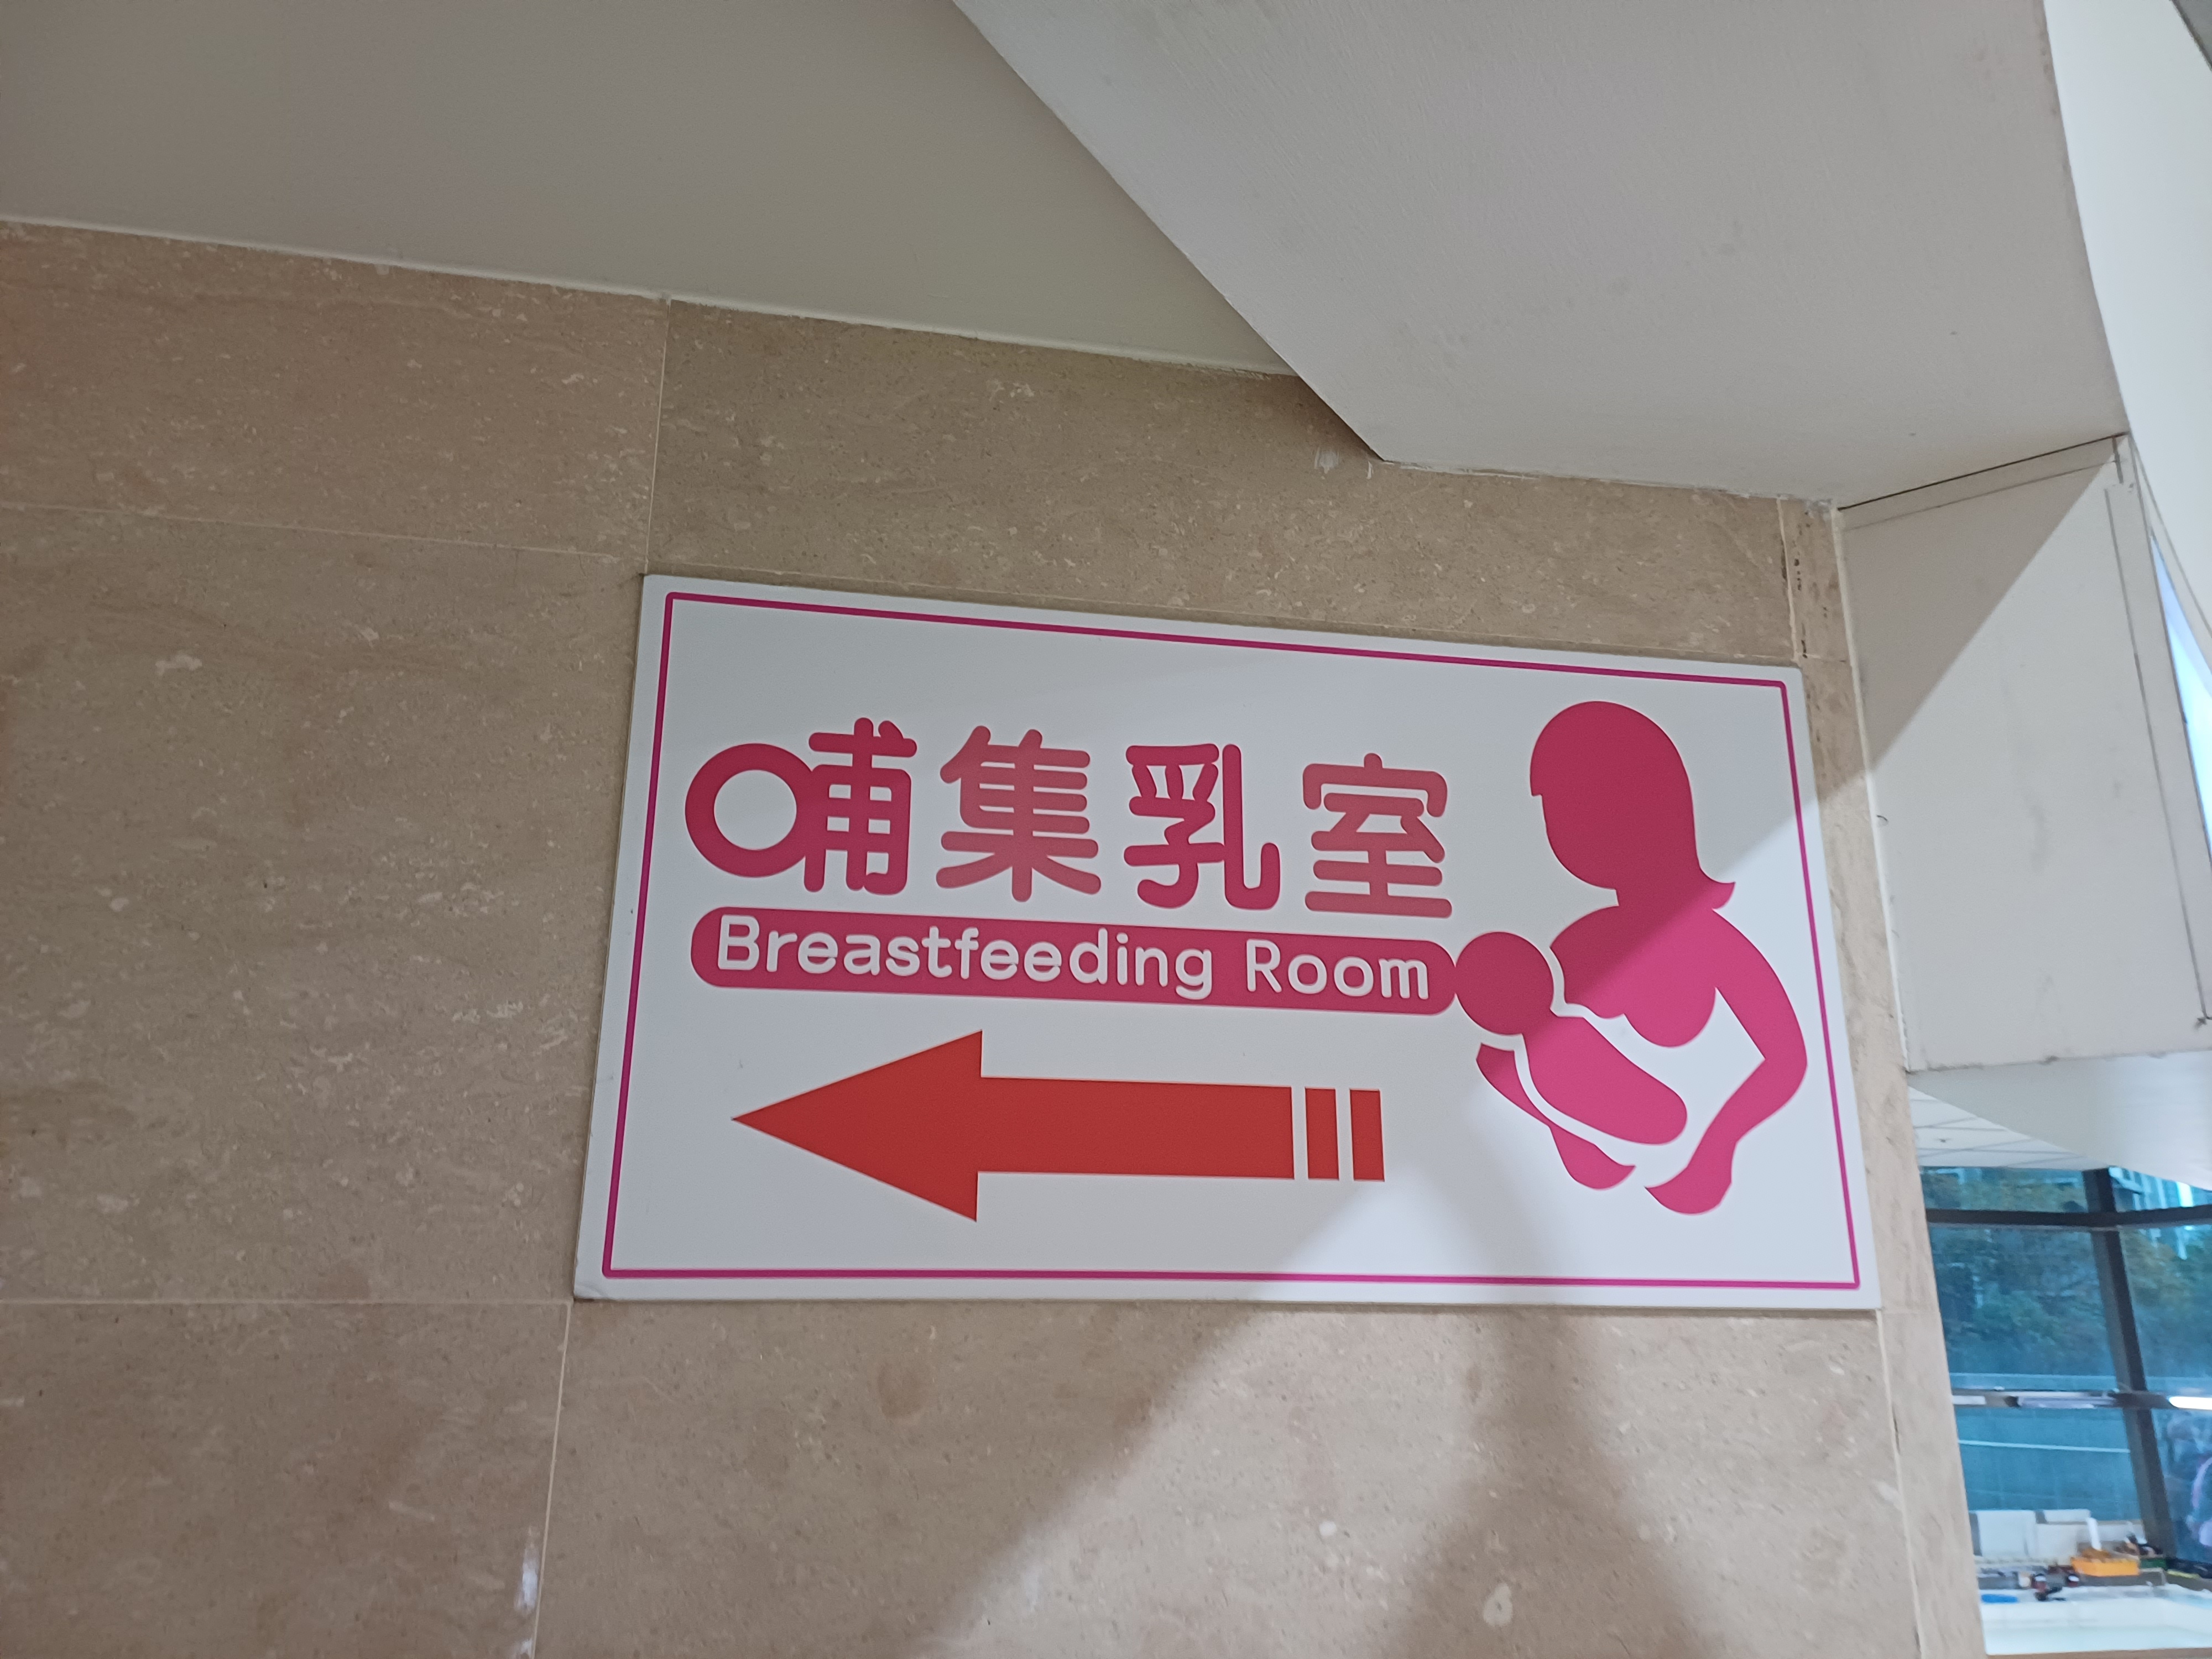 哺集乳室
Breastfeeding Room